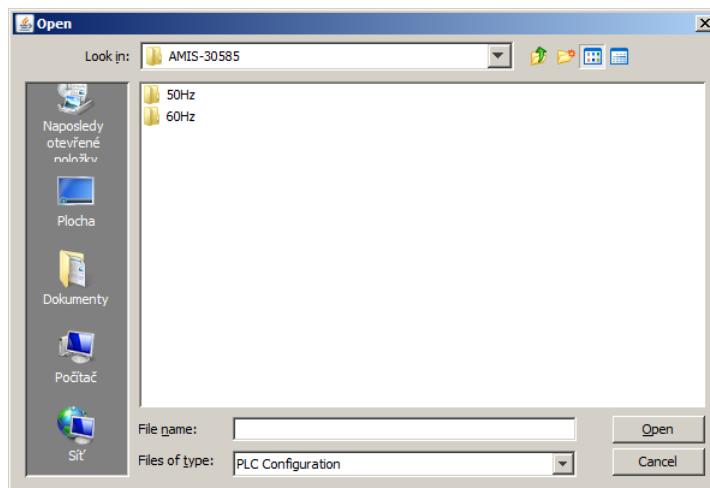 Open
Look in:
AMIS-30585
50Hz
60Hz
Naposledy
otevřené
položky
Plocha
Dokumenty
Počítač
Síť
File name:
Open
Files of type:
PLC Configuration
Cancel